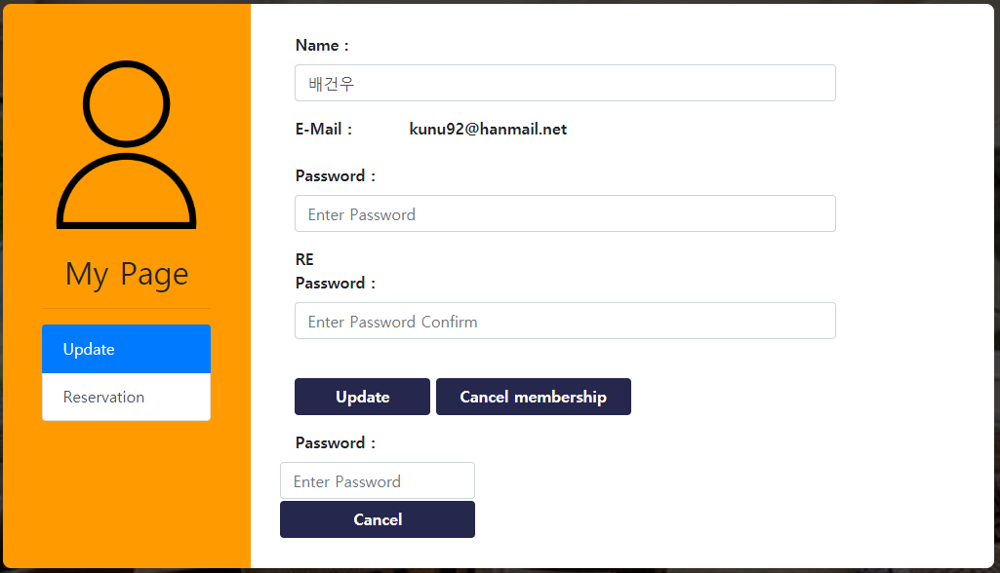 My Page
Update
Reservation
Name :
배건우
E-Mail : kunu92@hanmail.net
Password :
Enter Password
RE
Password :
Enter Password Confirm
Update Cancel membership
Password :
Enter Password
Cancel